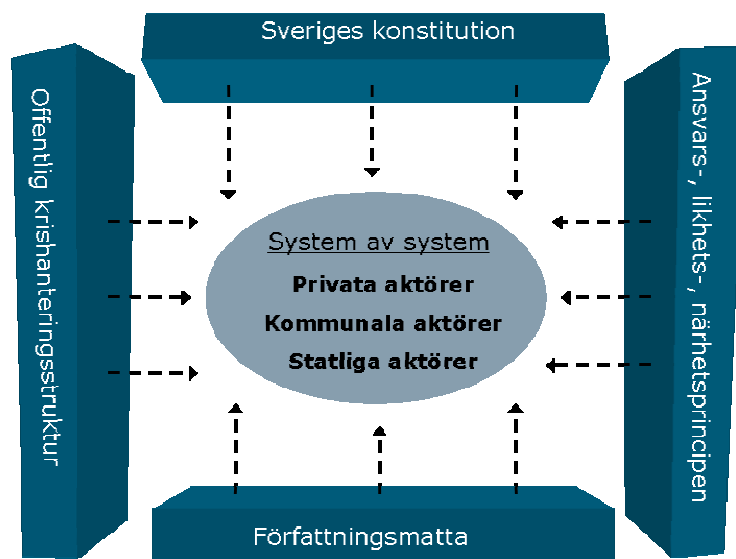 Sveriges konstitution
Offentlig krishanteringsstruktur
System av system
Privata aktörer
Kommunala aktörer
Statliga aktörer
Ansvars-, likhets-, närhetsprincipen
Författningsmatta